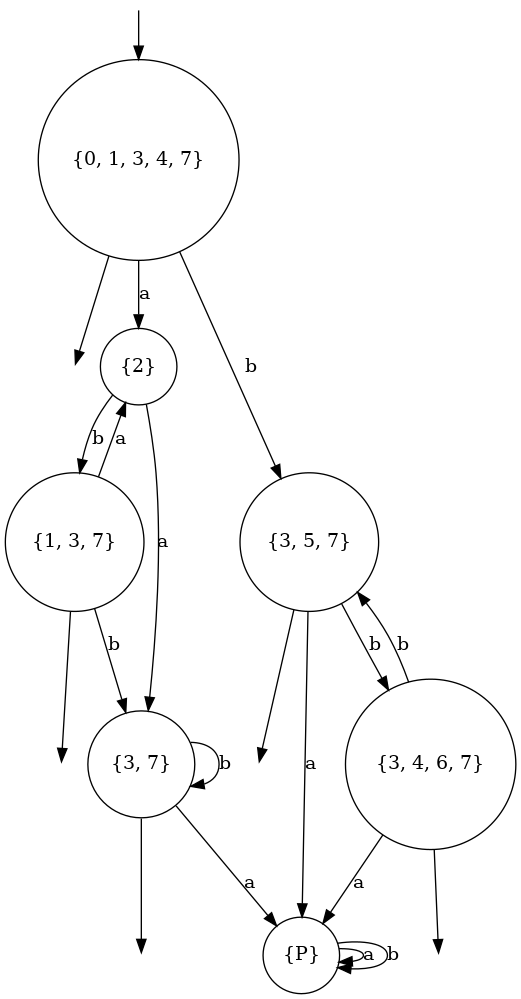 {0, 1, 3, 4, 7}
a
b
{2}
b
a
{1, 3, 7}
a
{3, 5, 7}
b
b
b
{3, 7}
b
a
{3, 4, 6, 7}
a
a
{P}
a
b